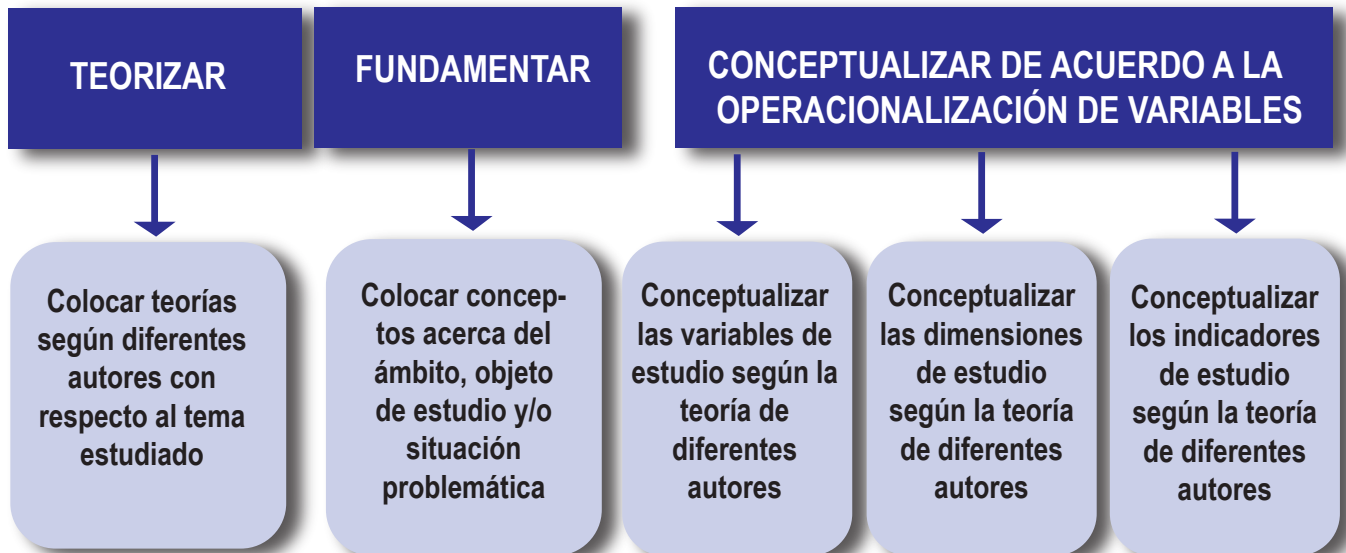 TEORIZAR
FUNDAMENTAR
CONCEPTUALIZAR DE ACUERDO A LA
OPERACIONALIZACIÓN DE VARIABLES
Colocar teorías
según diferentes
autores con
respecto al tema
estudiado
Colocar concep-
tos acerca del
ámbito, objeto
de estudio y/o
situación
problemática
Conceptualizar
las variables de
estudio según la
teoría de
diferentes
autores
Conceptualizar
las dimensiones
de estudio
según la teoría
de diferentes
autores
Conceptualizar
los indicadores
de estudio
según la teoría
de diferentes
autores